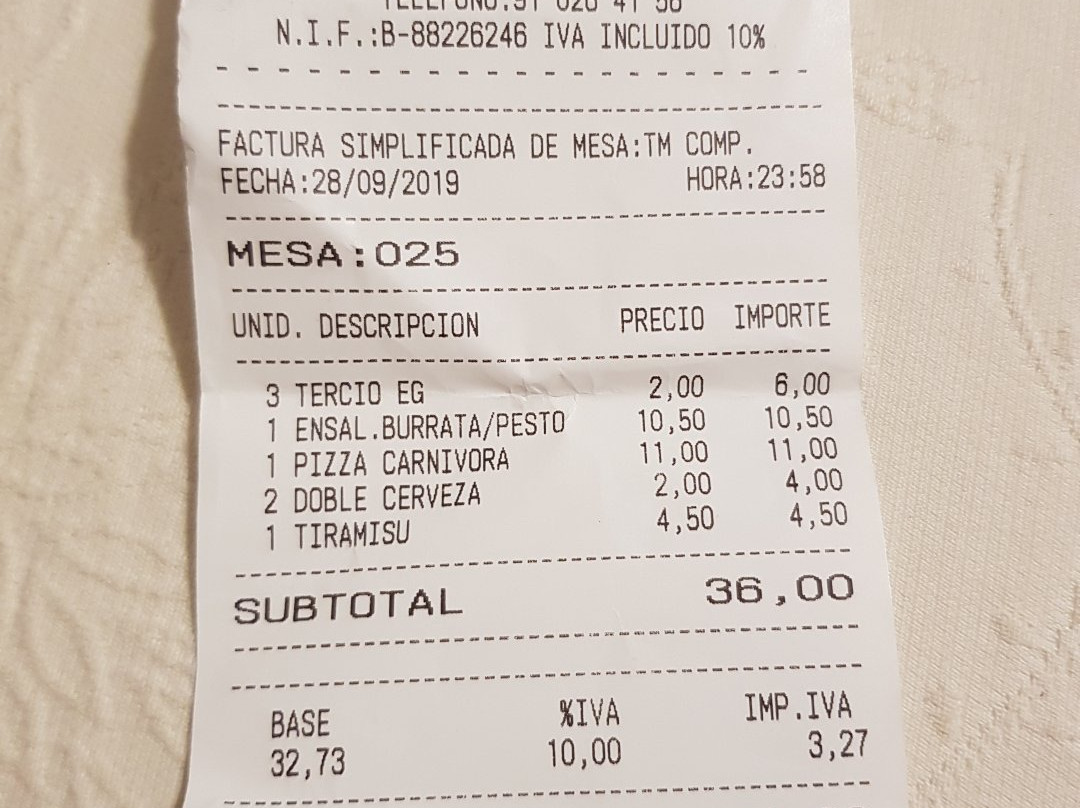 N.I.F.:B-88226246 IVA INCLUIDO 10%
FACTURA SIMPLIFICADA DE MESA:TM COMP.
FECHA:28/09/2019 HORA:23:58
MESA:025
UNID. DESCRIPCION PRECIO IMPORTE
3 TERCIO EG 2,00 6,00
1 ENSAL.BURRATA/PESTO 10,50 10,50
1 PIZZA CARNIVORA 11,00 11,00
2 DOBLE CERVEZA 2,00 4,00
1 TIRAMISU 4,50 4,50
SUBTOTAL 36,00
BASE %IVA IMP.IVA
32,73 10,00 3,27